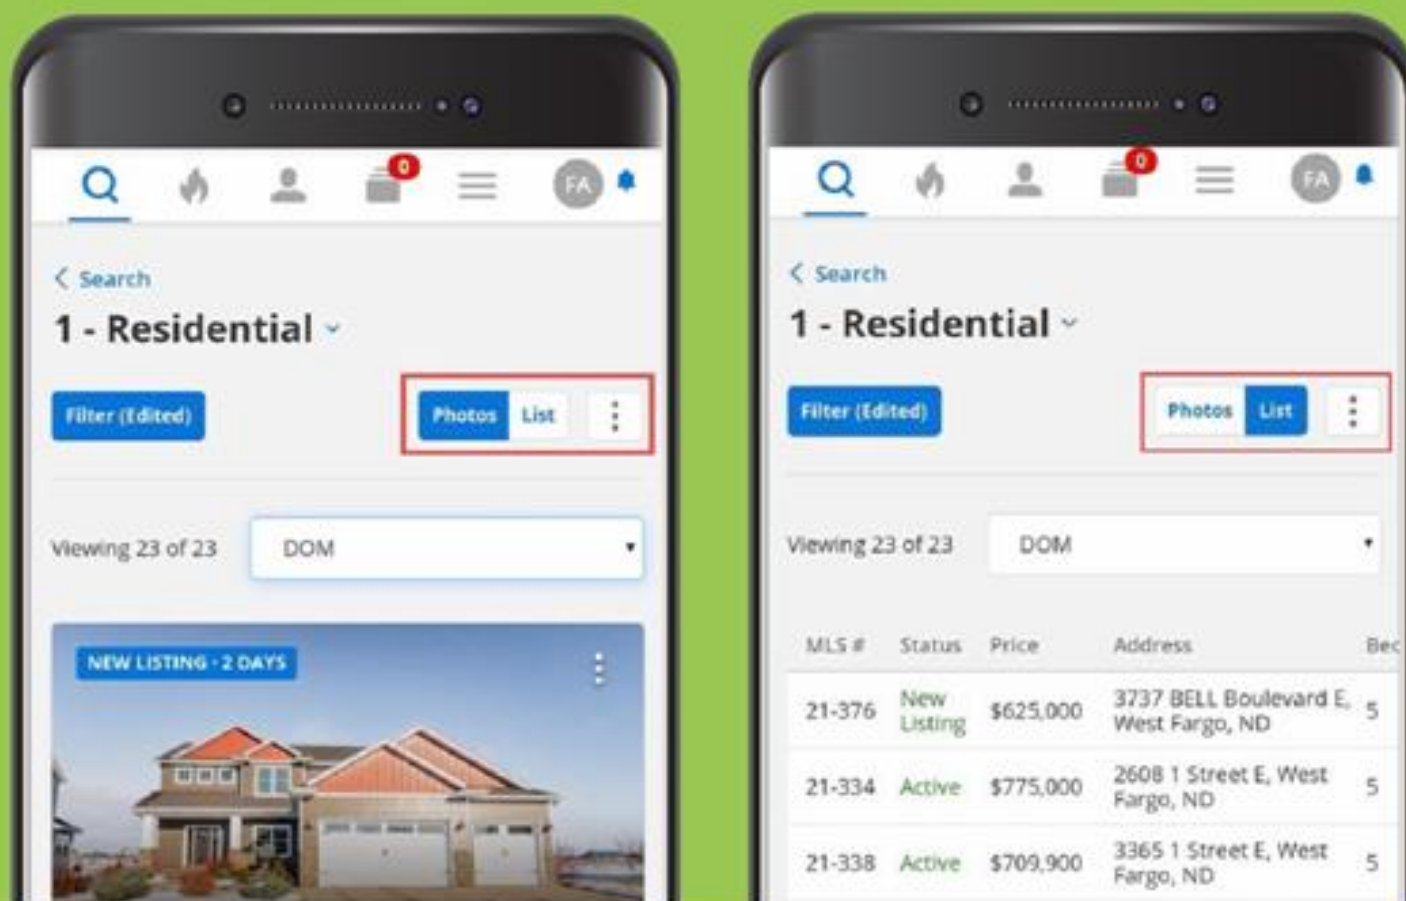 0
FA
Search
1 - Residential
Filter (Edited)
Photos List
Viewing 23 of 23
DOM
NEW LISTING - 2 DAYS
0
FA
Search
1 - Residential
Filter (Edited)
Photos List
Viewing 23 of 23
DOM
MLS # Status Price Address Bec
21-376 New Listing $625,000 3737 BELL Boulevard E, West Fargo, ND 5
21-334 Active $775,000 2608 1 Street E, West Fargo, ND 5
21-338 Active $709,900 3365 1 Street E, West Fargo, ND 5